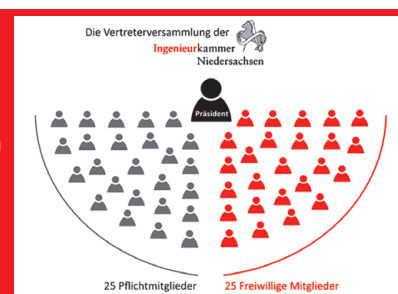 Die Vertreterversammlung der
Ingenieurkammer
Niedersachsen
Präsident
25 Pflichtmitglieder
25 Freiwillige Mitglieder